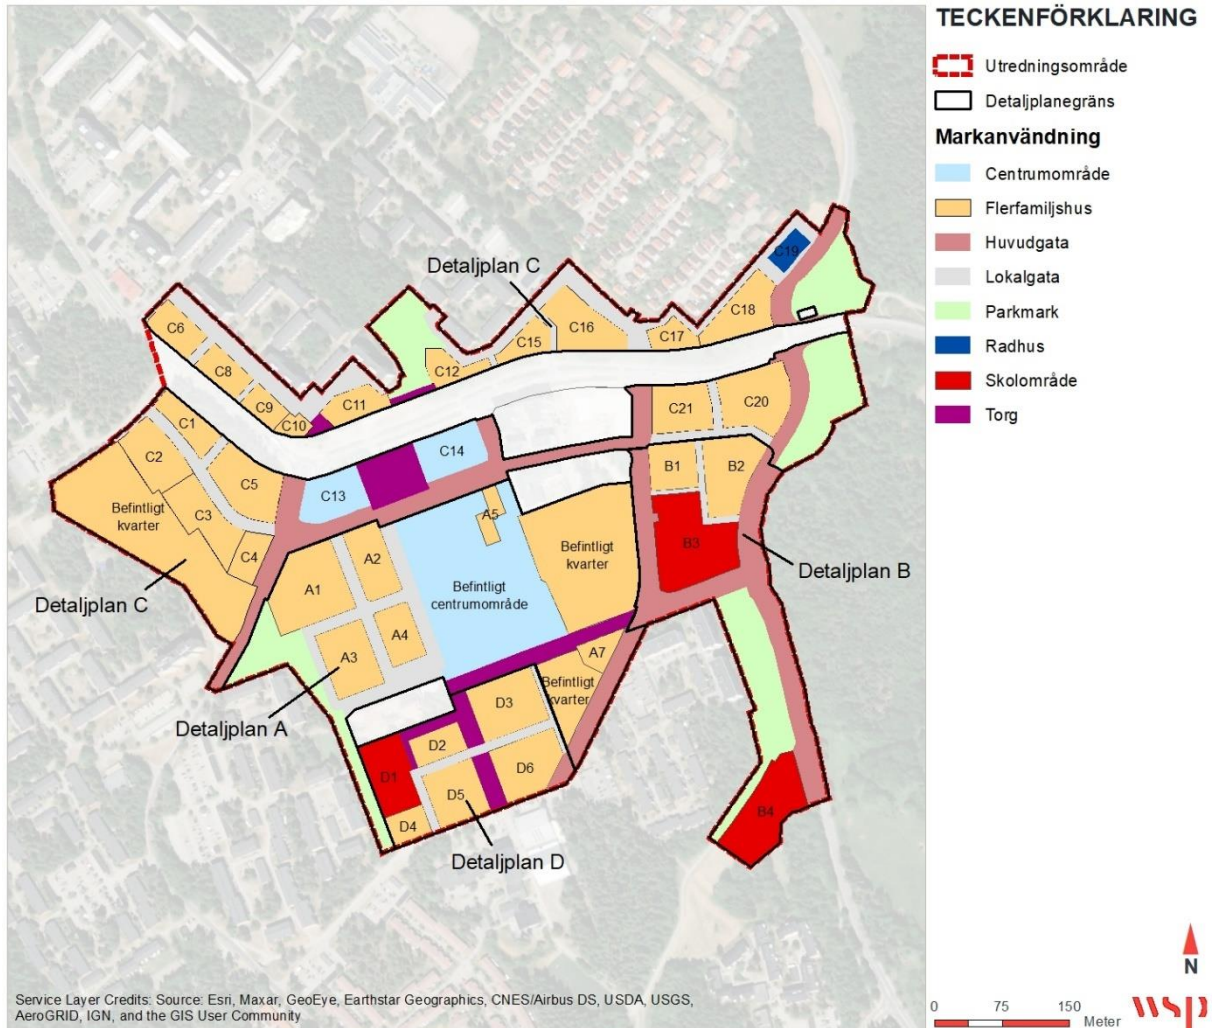 TECKENFÖRKLARING
Utredningsområde
Detaljplanegräns
Markanvändning
Centrumområde
Flerfamiljshus
Huvudgata
Lokalgata
Parkmark
Radhus
Skolområde
Torg
C19
Detaljplan C
C6
C16
C18
C17
C15
C8
C12
C9
C11
C20
C21
C10
C1
C14
C2
B1
B2
C5
C13
Befintligt
kvarter
C3
A5
B3
C4
A2
Befintligt
kvarter
Detaljplan B
A1
Befintligt
centrumområde
Detaljplan C
A4
A3
A7
Befintligt
kvarter
D3
Detaljplan A
D2
D6
D1
D5
B4
D4
Detaljplan D
N
Service Layer Credits: Source: Esri, Maxar, GeoEye, Earthstar Geographics, CNES/Airbus DS, USDA, USGS,
AeroGRID, IGN, and the GIS User Community
0 75 150
Meter
wsp